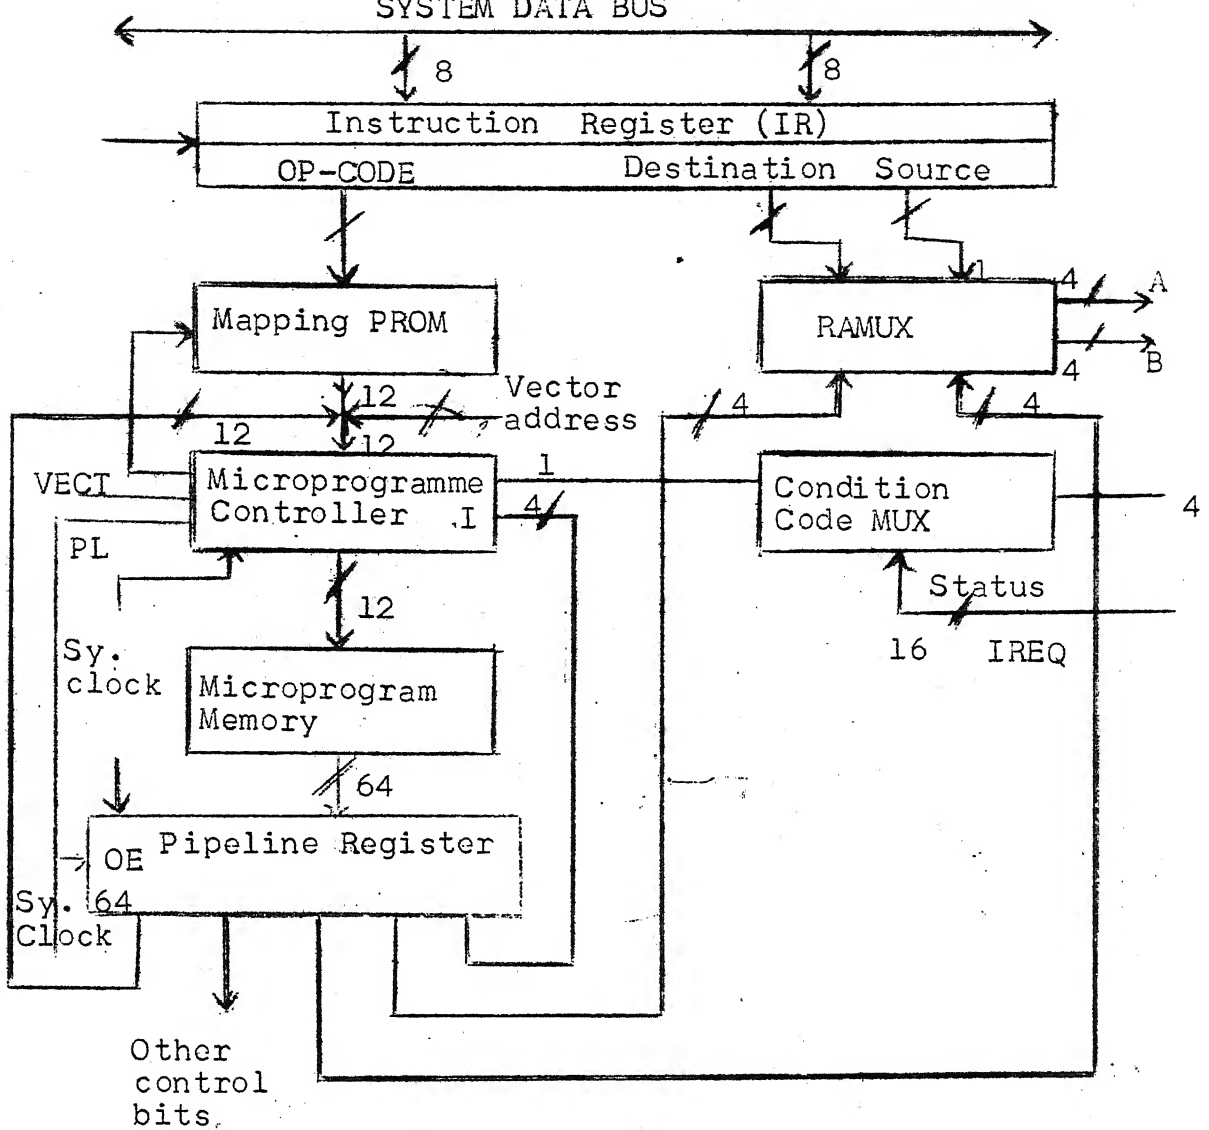 SYSTEM DATA BUS
8
8
Instruction Register (IR)
OP-CODE Destination Source
1
4
A
Mapping PROM
RAMUX
4
B
12
Vector
address
4
4
12
12
VECT
Microprogramme
Controller .I
1
4
Condition
Code MUX
4
PL
12
Status
16 IREQ
Sy.
clock
Microprogram
Memory
64
OE Pipeline Register
Sy. 64
Clock
Other
control
bits.